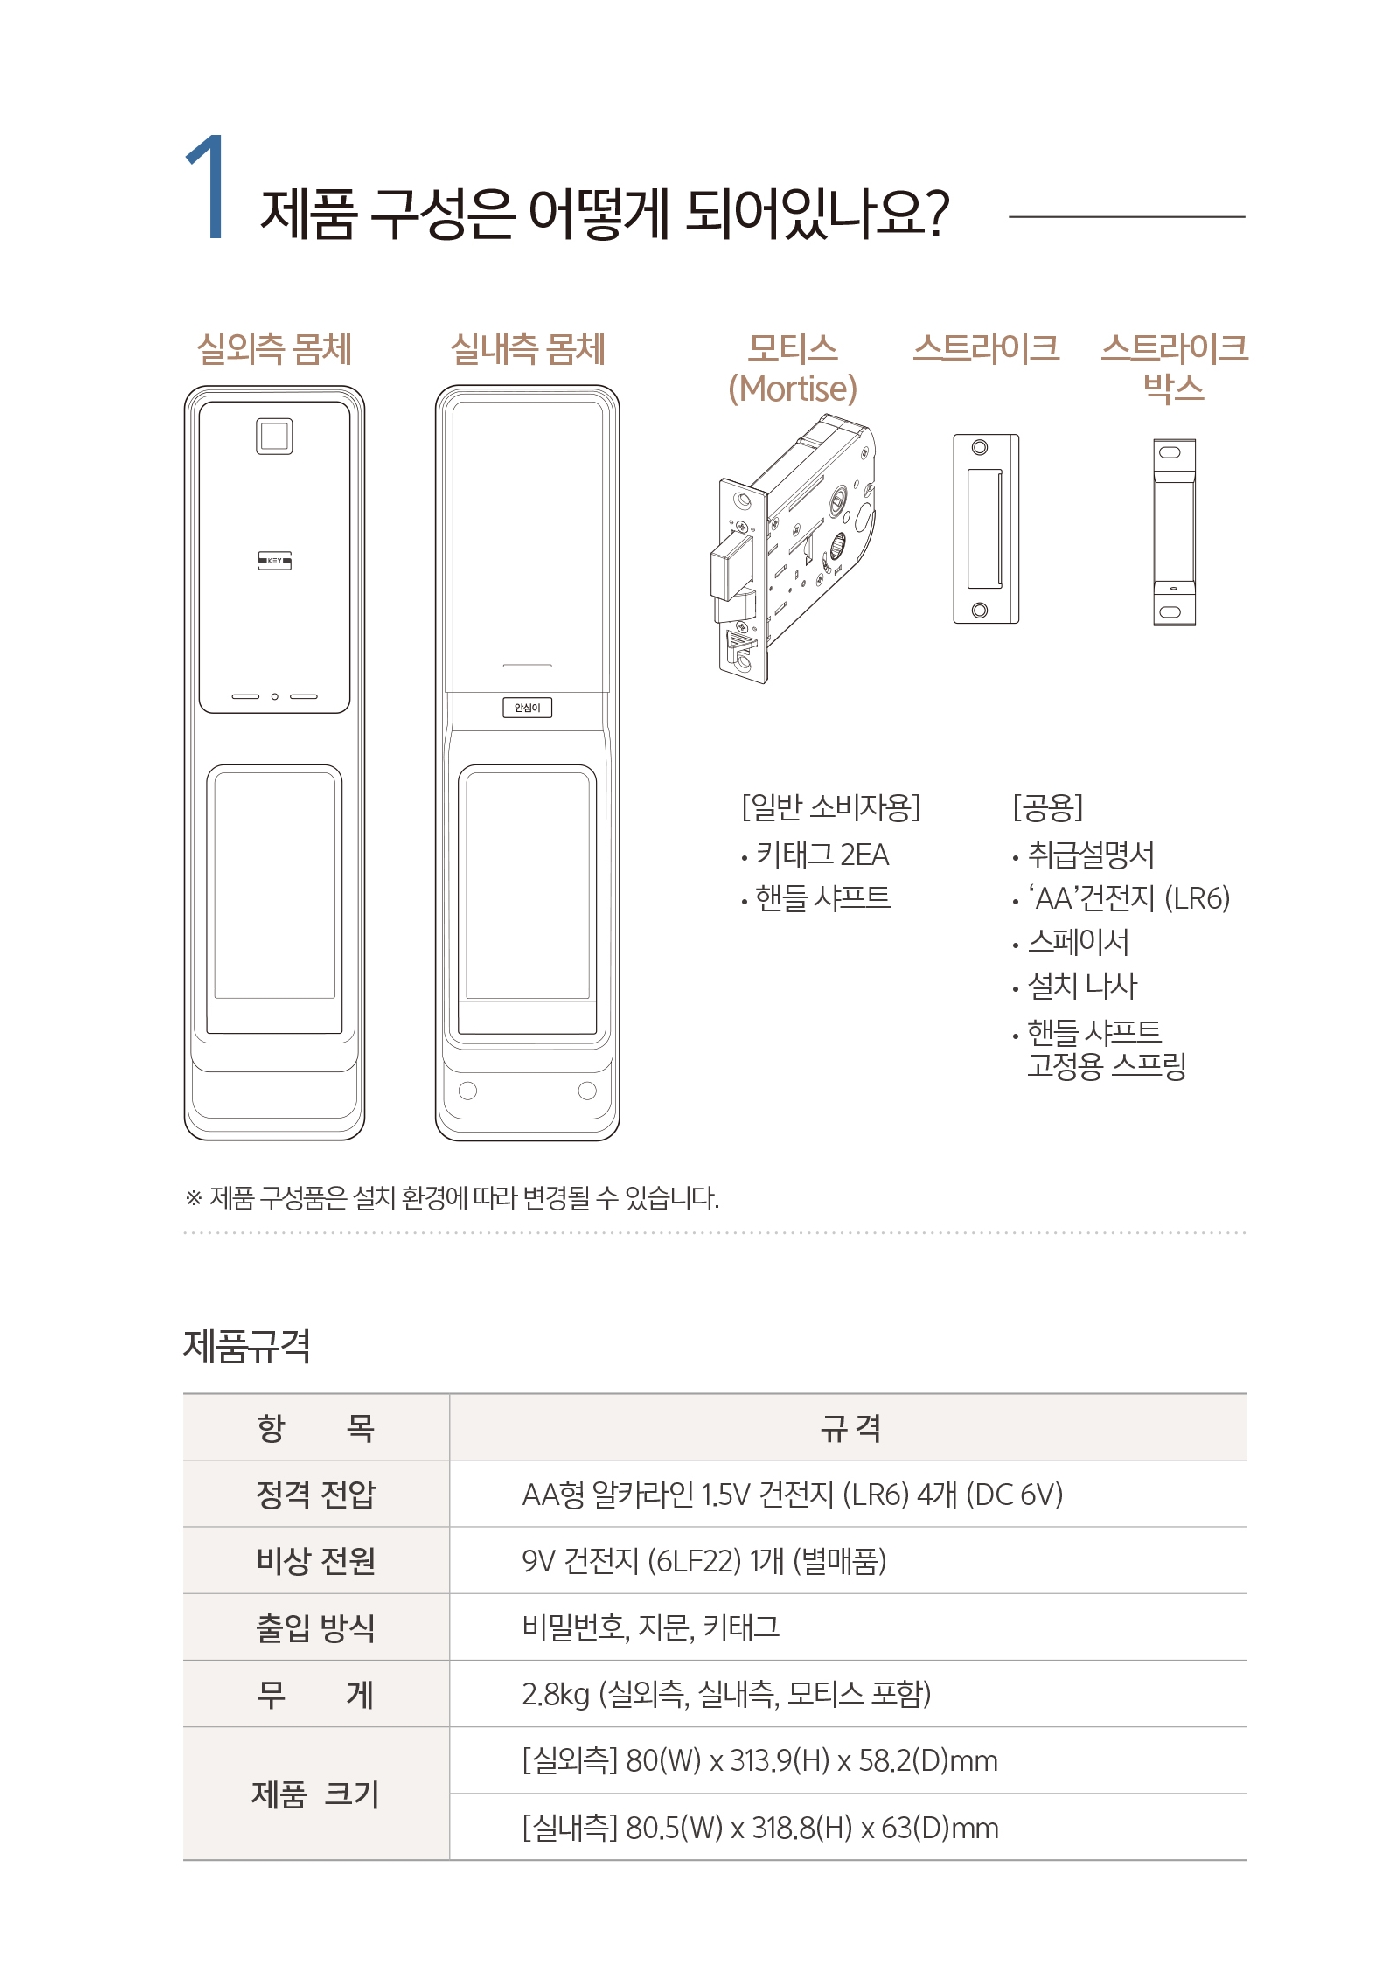 1 제품 구성은 어떻게 되어있나요?
실외측 몸체
실내측 몸체
모티스
(Mortise)
스트라이크
스트라이크
박스
KEY
안심이
[일반 소비자용]
• 키태그 2EA
• 핸들 샤프트
[공용]
• 취급설명서
• ‘AA’건전지 (LR6)
• 스페이서
• 설치 나사
• 핸들 샤프트
고정용 스프링
※ 제품 구성품은 설치 환경에 따라 변경될 수 있습니다.
제품규격
항 목 규 격
정격 전압 AA형 알카라인 1.5V 건전지 (LR6) 4개 (DC 6V)
비상 전원 9V 건전지 (6LF22) 1개 (별매품)
출입 방식 비밀번호, 지문, 키태그
무 게 2.8kg (실외측, 실내측, 모티스 포함)
제품 크기 [실외측] 80(W) x 313.9(H) x 58.2(D)mm
[실내측] 80.5(W) x 318.8(H) x 63(D)mm